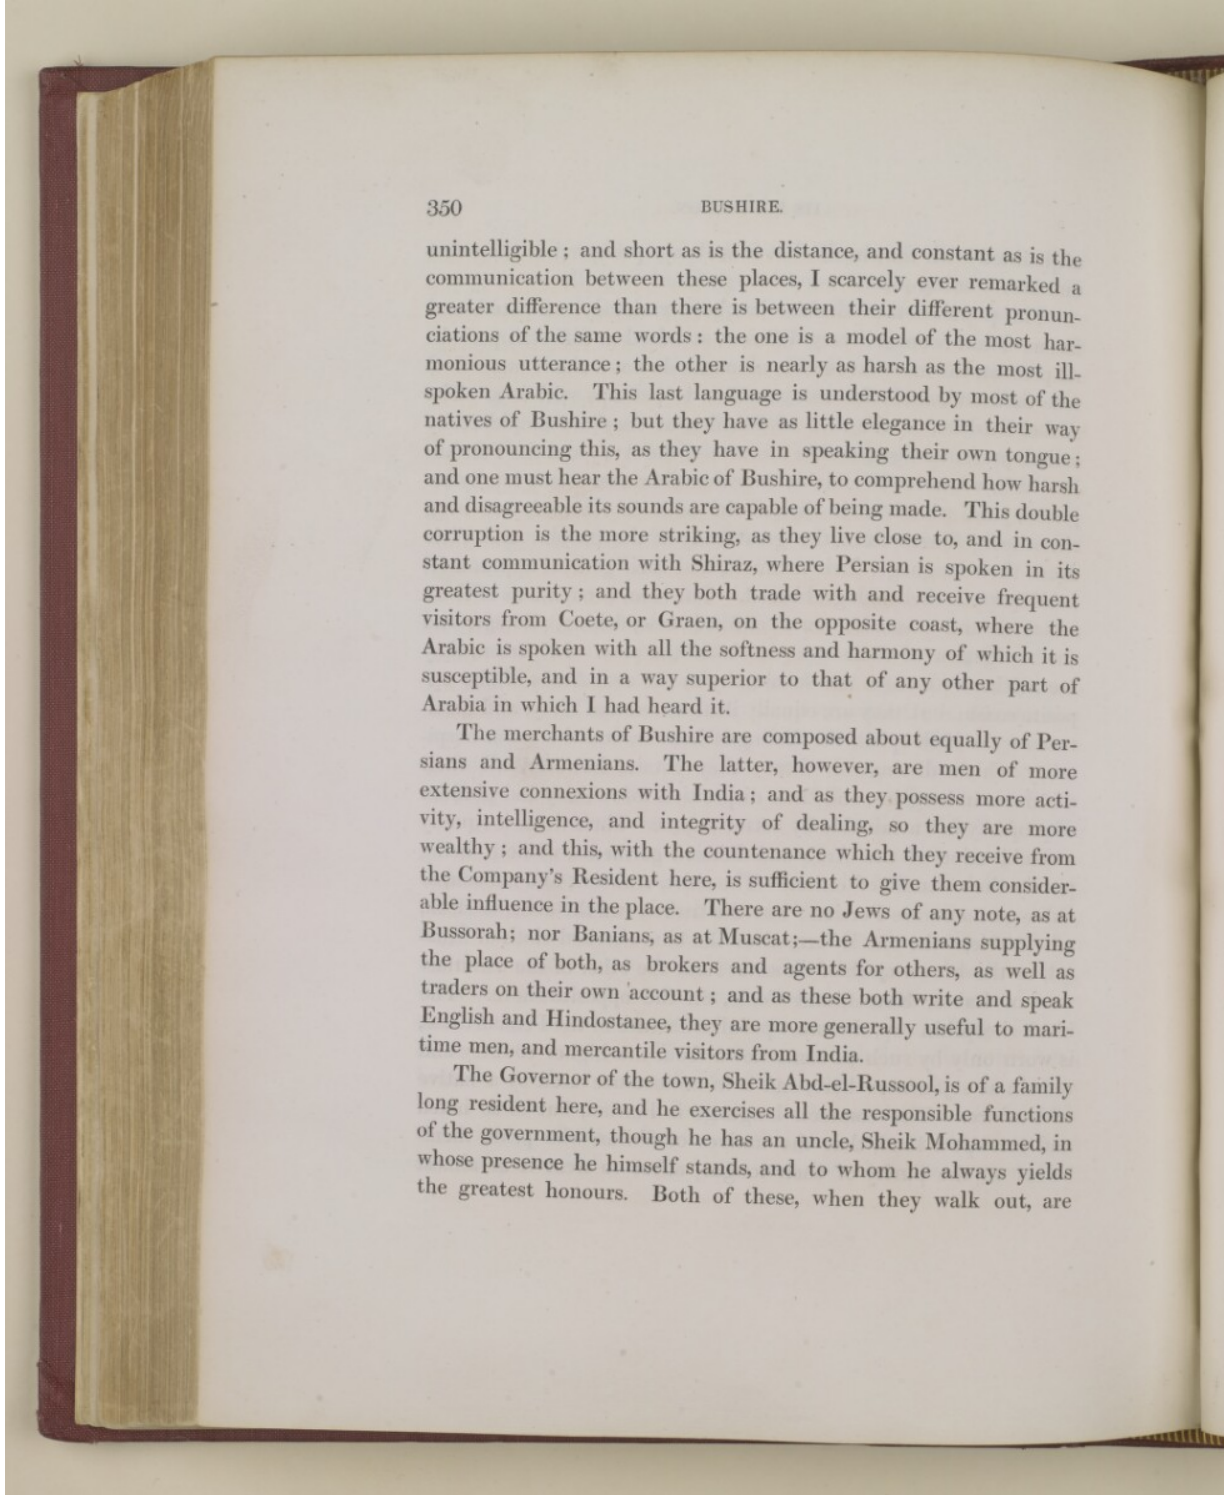 350 BUSHIRE.
unintelligible ; and short as is the distance, and constant as is the
communication between these places, I scarcely ever remarked a
greater difference than there is between their different pronun-
ciations of the same words : the one is a model of the most har-
monious utterance ; the other is nearly as harsh as the most ill-
spoken Arabic. This last language is understood by most of the
natives of Bushire ; but they have as little elegance in their way
of pronouncing this, as they have in speaking their own tongue ;
and one must hear the Arabic of Bushire, to comprehend how harsh
and disagreeable its sounds are capable of being made. This double
corruption is the more striking, as they live close to, and in con-
stant communication with Shiraz, where Persian is spoken in its
greatest purity ; and they both trade with and receive frequent
visitors from Coete, or Graen, on the opposite coast, where the
Arabic is spoken with all the softness and harmony of which it is
susceptible, and in a way superior to that of any other part of
Arabia in which I had heard it.
The merchants of Bushire are composed about equally of Per-
sians and Armenians. The latter, however, are men of more
extensive connexions with India ; and as they possess more acti-
vity, intelligence, and integrity of dealing, so they are more
wealthy ; and this, with the countenance which they receive from
the Company's Resident here, is sufficient to give them consider-
able influence in the place. There are no Jews of any note, as at
Bussorah; nor Banians, as at Muscat;—the Armenians supplying
the place of both, as brokers and agents for others, as well as
traders on their own account ; and as these both write and speak
English and Hindostanee, they are more generally useful to mari-
time men, and mercantile visitors from India.
The Governor of the town, Sheik Abd-el-Russool, is of a family
long resident here, and he exercises all the responsible functions
of the government, though he has an uncle, Sheik Mohammed, in
whose presence he himself stands, and to whom he always yields
the greatest honours. Both of these, when they walk out, are